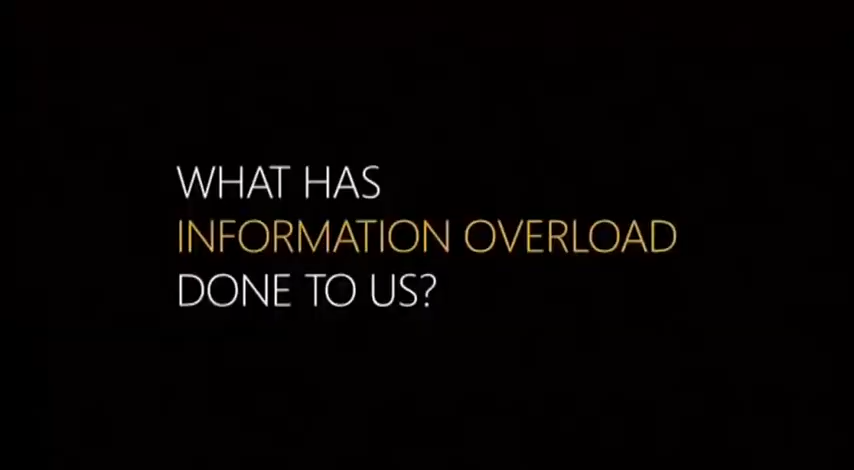 WHAT HAS
INFORMATION OVERLOAD
DONE TO US?